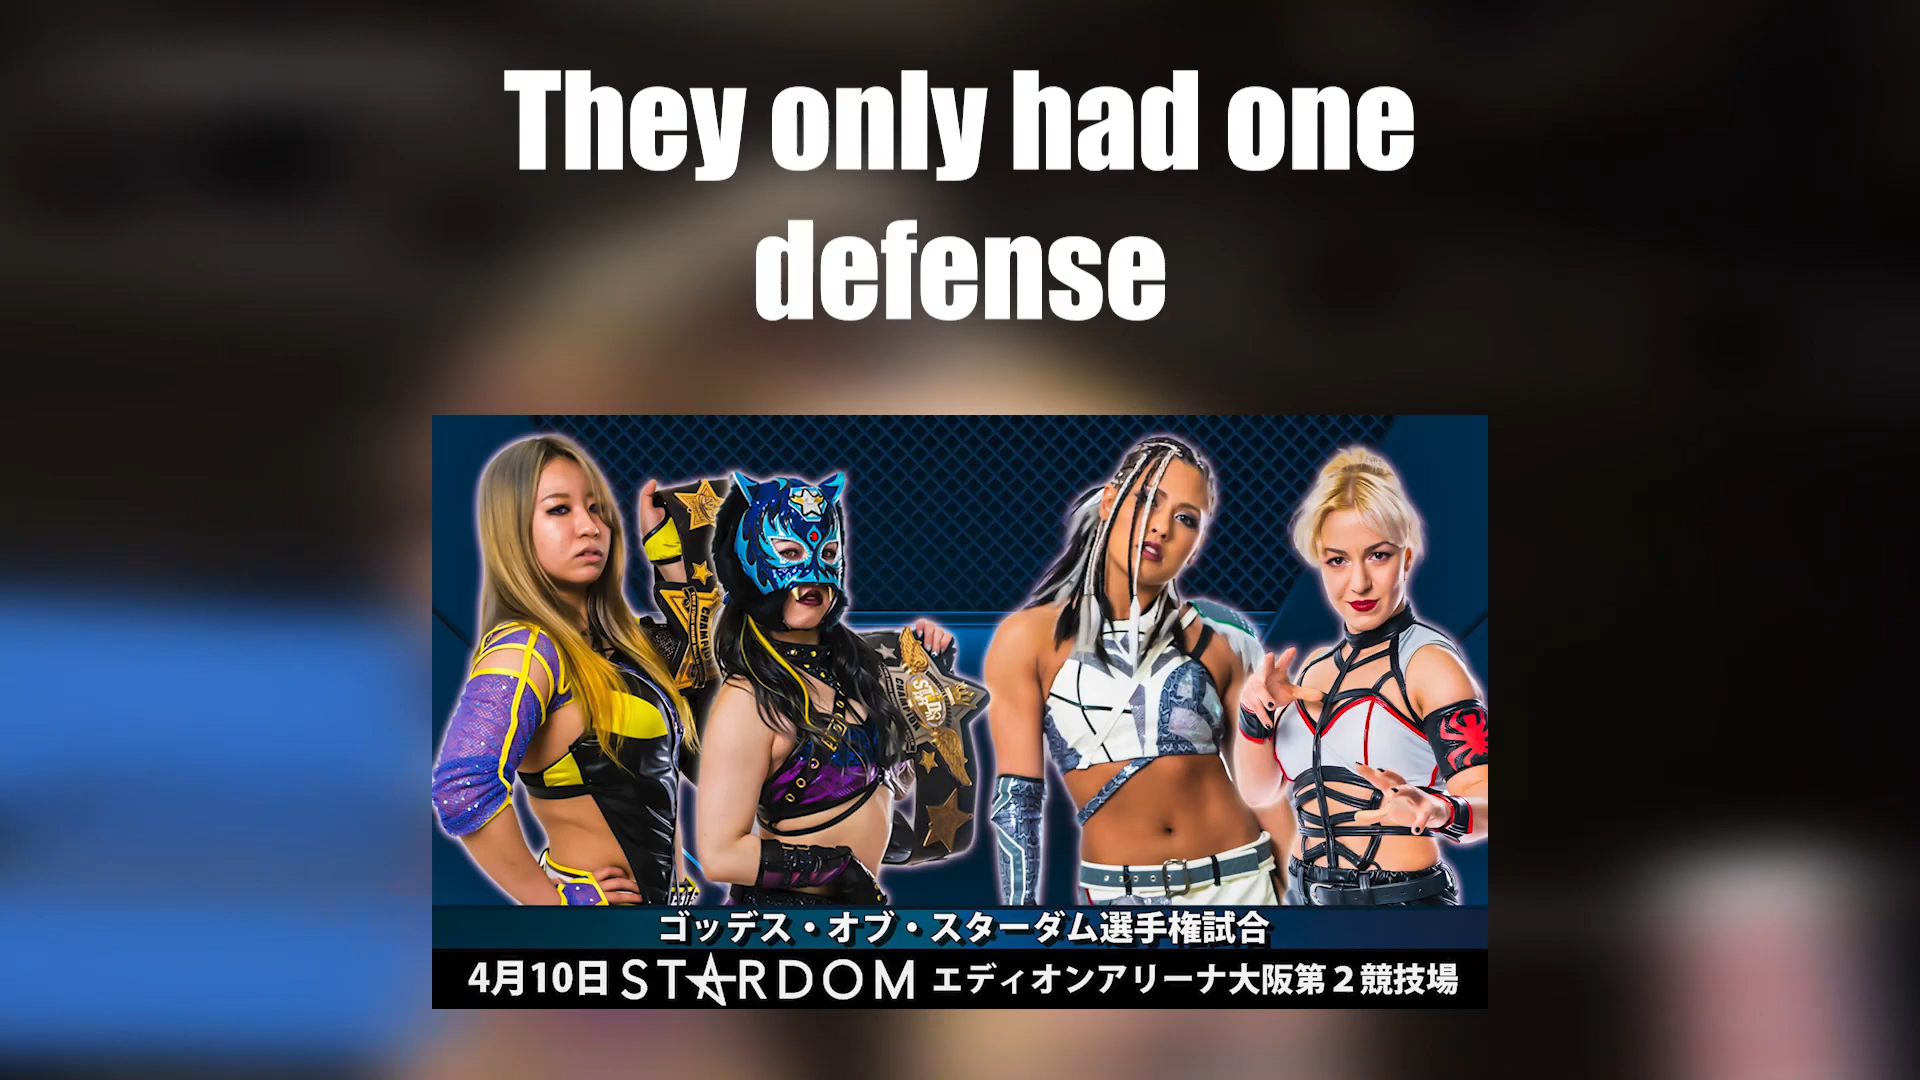 They only had one
defense
CHAMPION
CHAMPION
ゴッデス・オブ・スターダム選手権試合
4月10日 STARDOM エディオンアリーナ大阪第2競技場